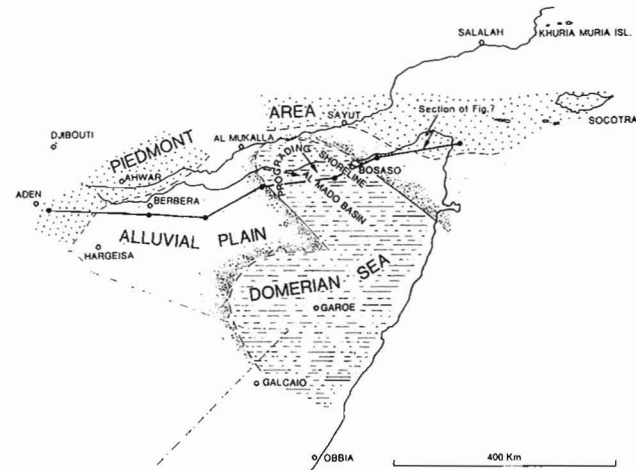 KHURIA MURIA ISL.
SALALAH
AREA
SAYUT
Section of Fig.7
SOCOTRA
DJIBOUTI
PIEDMONT
AL MUKALLA
PROGRADING SHORELINE
BOSASO
AHWAR
AL MADO BASIN
ADEN
BERBERA
ALLUVIAL PLAIN
HARGEISA
DOMERIAN SEA
GAROE
GALCAIO
OBBIA
400 Km